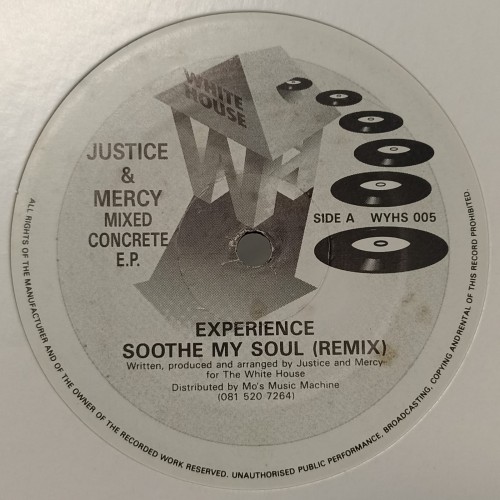 WHITE
HOUSE
WH
JUSTICE
&
MERCY
MIXED
CONCRETE
E.P.
SIDE A WYHS 005
EXPERIENCE
SOOTHE MY SOUL (REMIX)
Written, produced and arranged by Justice and Mercy
for The White House
Distributed by Mo's Music Machine
(081 520 7264)
ALL RIGHTS OF THE MANUFACTURER AND OF THE OWNER OF THE RECORDED WORK RESERVED. UNAUTHORISED PUBLIC PERFORMANCE, BROADCASTING, COPYING ANDRENTAL OF THIS RECORD PROHIBITED.